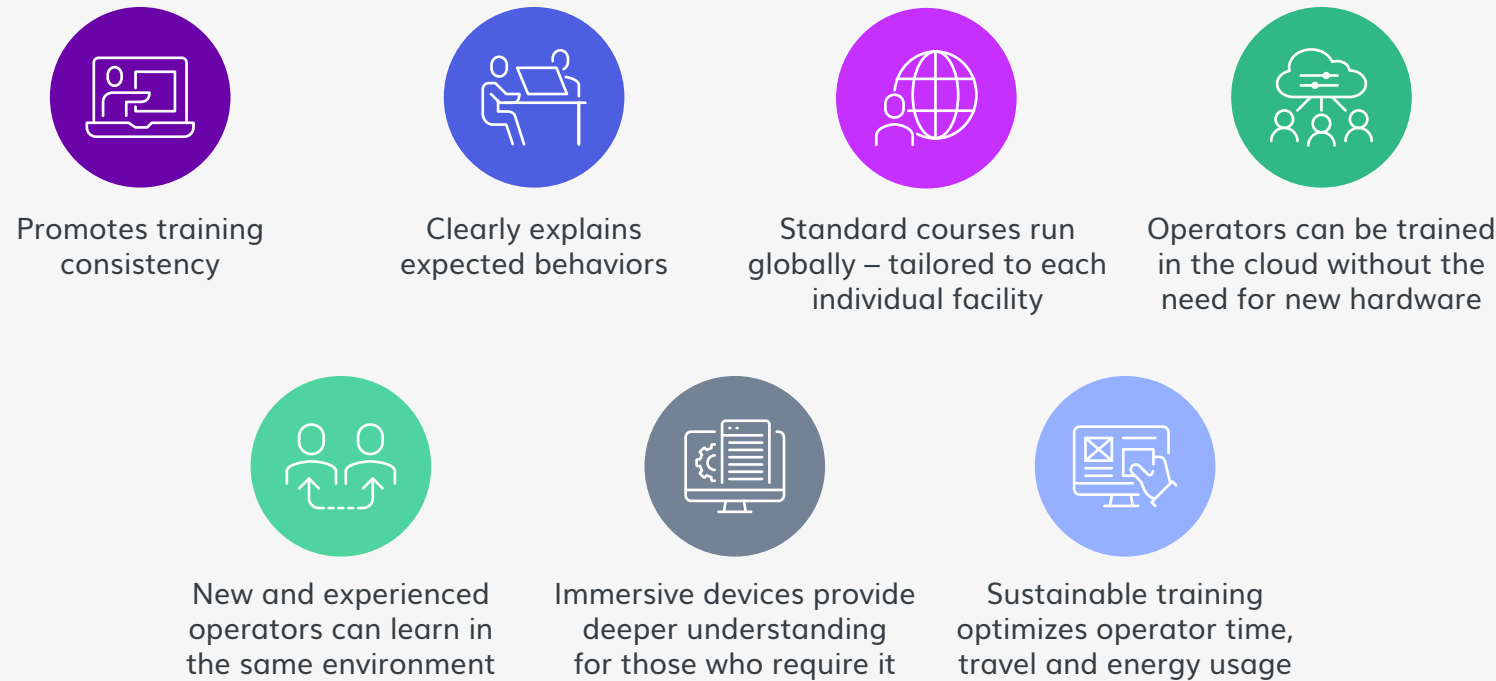 Promotes training
consistency
Clearly explains
expected behaviors
Standard courses run
globally – tailored to each
individual facility
Operators can be trained
in the cloud without the
need for new hardware
New and experienced
operators can learn in
the same environment
Immersive devices provide
deeper understanding
for those who require it
Sustainable training
optimizes operator time,
travel and energy usage